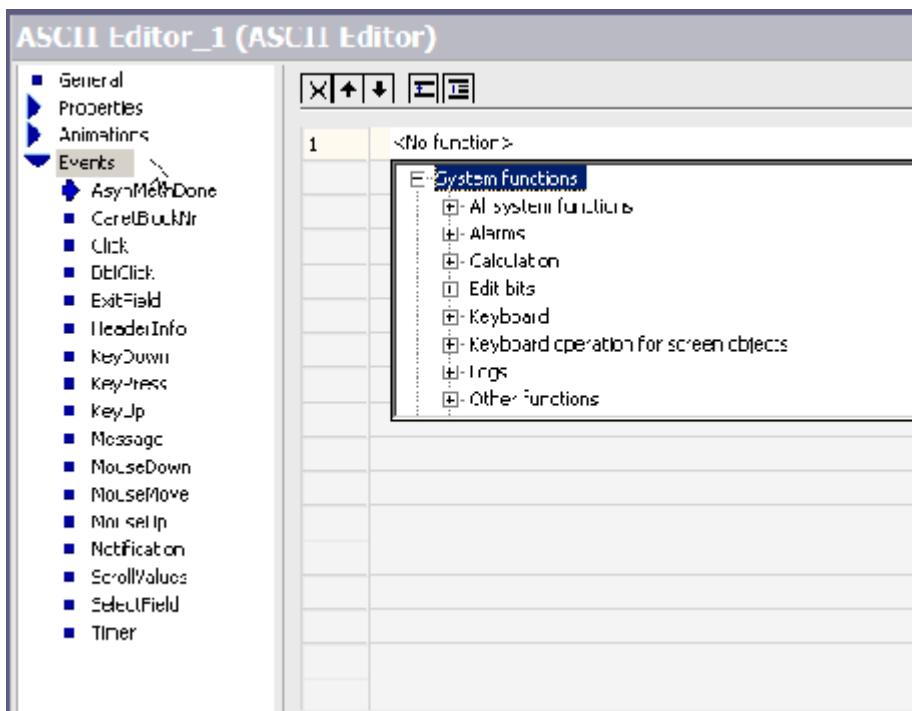 ASCII Editor_1 (ASCII Editor)
General
Properties
Animations
Events
AsynMethDone
CaretBlockNr
Click
DblClick
ExitField
HeaderInfo
KeyDown
KeyPress
KeyUp
Message
MouseDown
MouseMove
MouseUp
Notification
ScrollValues
SelectField
Timer
1 <No function>
System functions
All system functions
Alarms
Calculation
Edit bits
Keyboard
Keyboard operation for screen objects
Logs
Other functions